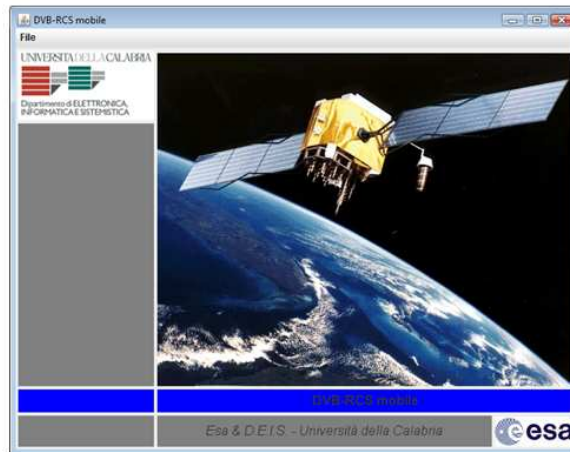 DVB-RCS mobile
File
UNIVERSITÀ DELLA CALABRIA
Dipartimento di ELETTRONICA,
INFORMATICA E SISTEMISTICA
DVB-RCS mobile
Esa & D.E.I.S. - Università della Calabria
esa